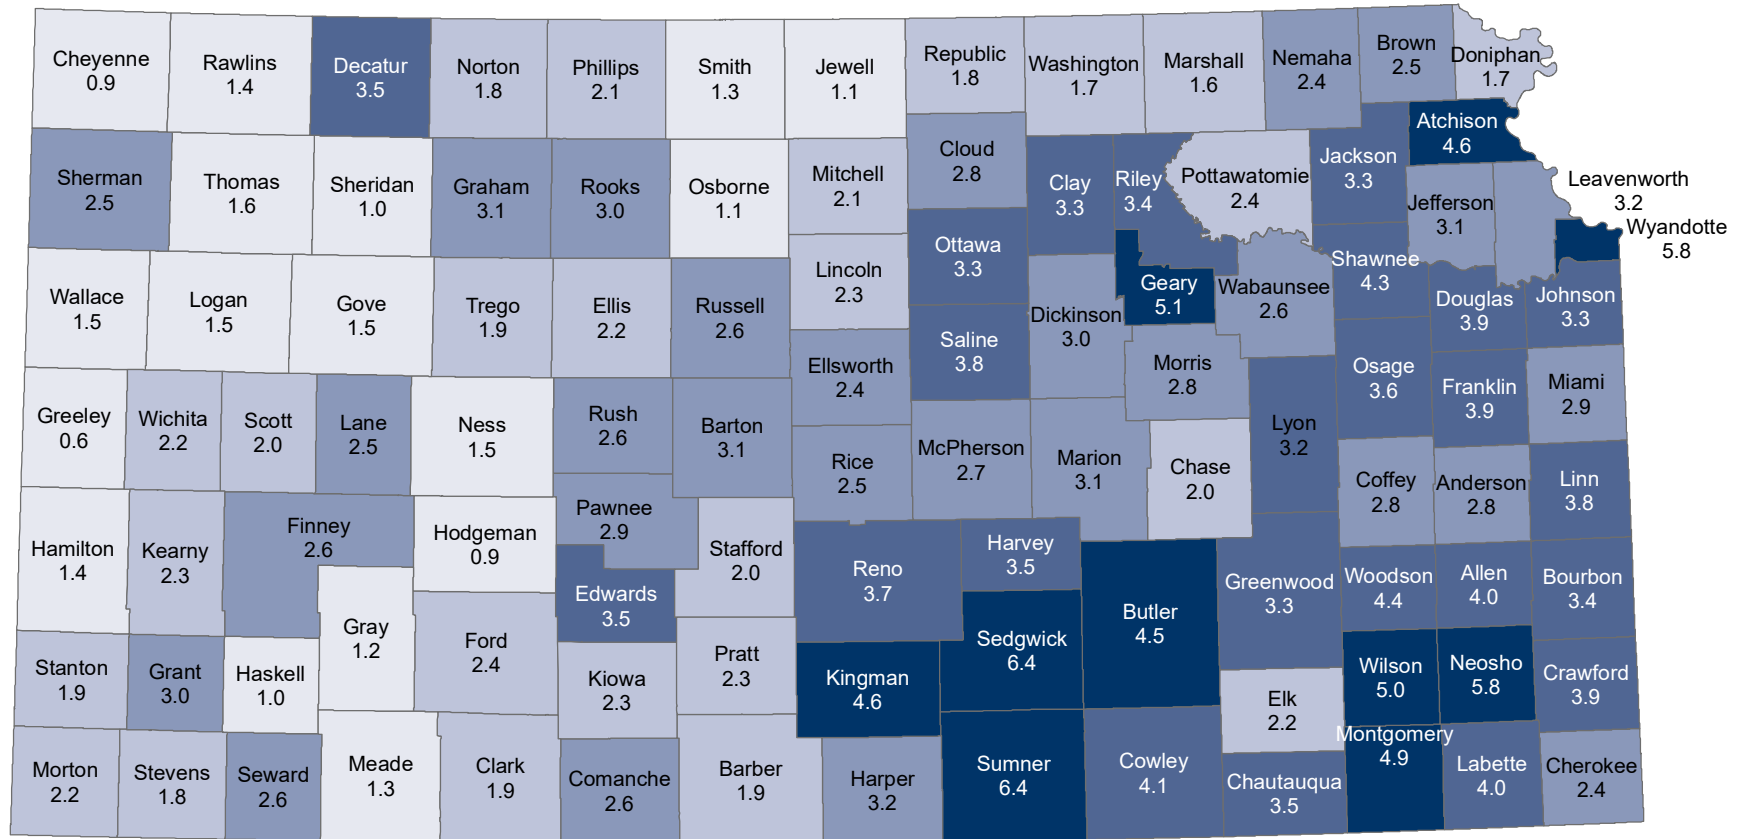 Cheyenne
0.9
Rawlins
1.4
Decatur
3.5
Norton
1.8
Phillips
2.1
Smith
1.3
Jewell
1.1
Republic
1.8
Washington
1.7
Marshall
1.6
Nemaha
2.4
Brown
2.5
Doniphan
1.7
Atchison
4.6
Sherman
2.5
Thomas
1.6
Sheridan
1.0
Graham
3.1
Rooks
3.0
Osborne
1.1
Mitchell
2.1
Cloud
2.8
Clay
3.3
Riley
3.4
Pottawatomie
2.4
Jackson
3.3
Jefferson
3.1
Leavenworth
3.2
Wyandotte
5.8
Wallace
1.5
Logan
1.5
Gove
1.5
Trego
1.9
Ellis
2.2
Russell
2.6
Lincoln
2.3
Ottawa
3.3
Saline
3.8
Dickinson
3.0
Geary
5.1
Wabaunsee
2.6
Shawnee
4.3
Douglas
3.9
Johnson
3.3
Greeley
0.6
Wichita
2.2
Scott
2.0
Lane
2.5
Ness
1.5
Rush
2.6
Barton
3.1
Ellsworth
2.4
Rice
2.5
McPherson
2.7
Marion
3.1
Morris
2.8
Chase
2.0
Lyon
3.2
Osage
3.6
Franklin
3.9
Miami
2.9
Coffey
2.8
Anderson
2.8
Linn
3.8
Hamilton
1.4
Kearny
2.3
Finney
2.6
Hodgeman
0.9
Pawnee
2.9
Edwards
3.5
Stafford
2.0
Reno
3.7
Harvey
3.5
Sedgwick
6.4
Butler
4.5
Greenwood
3.3
Woodson
4.4
Allen
4.0
Bourbon
3.4
Stanton
1.9
Grant
3.0
Haskell
1.0
Gray
1.2
Ford
2.4
Kiowa
2.3
Pratt
2.3
Kingman
4.6
Elk
2.2
Wilson
5.0
Neosho
5.8
Crawford
3.9
Morton
2.2
Stevens
1.8
Seward
2.6
Meade
1.3
Clark
1.9
Comanche
2.6
Barber
1.9
Harper
3.2
Sumner
6.4
Cowley
4.1
Chautauqua
3.5
Montgomery
4.9
Labette
4.0
Cherokee
2.4